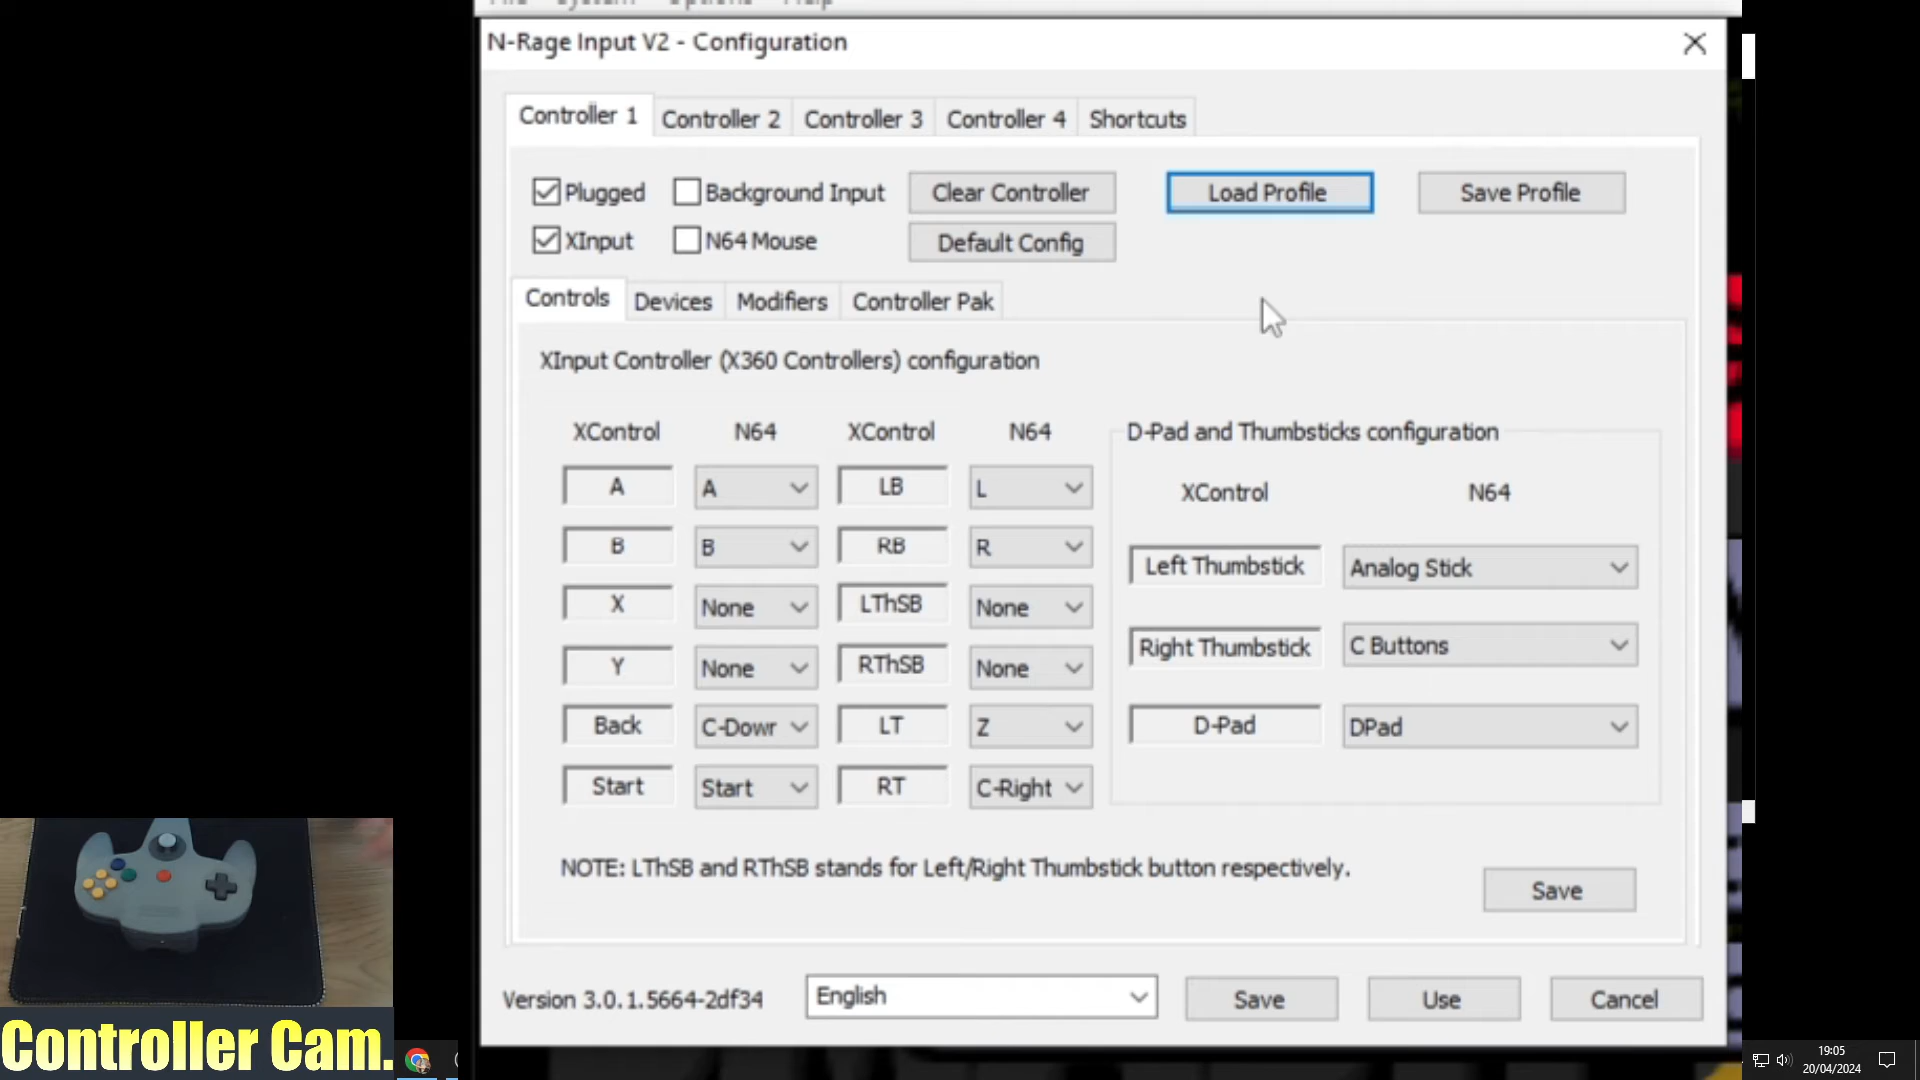 File System Options Help
N-Rage Input V2 - Configuration
Controller 1 Controller 2 Controller 3 Controller 4 Shortcuts
Plugged Background Input Clear Controller Load Profile Save Profile
XInput N64 Mouse Default Config
Controls Devices Modifiers Controller Pak
XInput Controller (X360 Controllers) configuration
XControl N64 XControl N64 D-Pad and Thumbsticks configuration
XControl N64
A A LB L
B B RB R Left Thumbstick Analog Stick
X None LThSB None
Y None RThSB None Right Thumbstick C Buttons
Back C-Dowr LT Z D-Pad DPad
Start Start RT C-Right
NOTE: LThSB and RThSB stands for Left/Right Thumbstick button respectively.
Save
Version 3.0.1.5664-2df34 English Save Use Cancel
Controller Cam.
19:05
20/04/2024